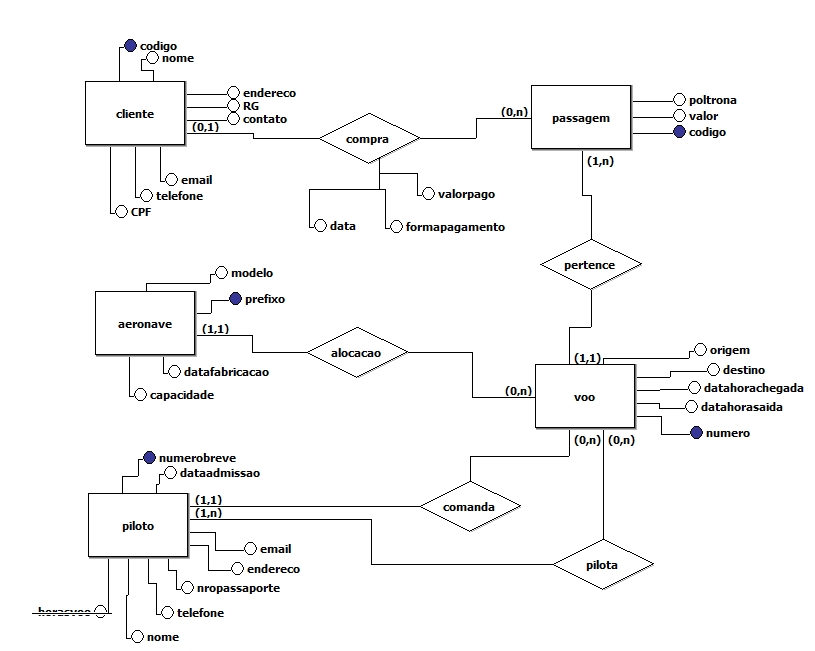 codigo
nome
cliente
endereco
RG
contato
(0,1)
email
telefone
CPF
compra
valorpago
data
formapagamento
(0,n)
passagem
poltrona
valor
codigo
(1,n)
pertence
modelo
prefixo
aeronave
(1,1)
datafabricacao
capacidade
alocacao
(0,n)
(1,1)
voo
origem
destino
datahorachegada
datahorasaida
numero
(0,n)
(0,n)
numerobreve
dataadmissao
piloto
(1,1)
(1,n)
comanda
pilota
email
endereco
nropassaporte
horasvoo
telefone
nome